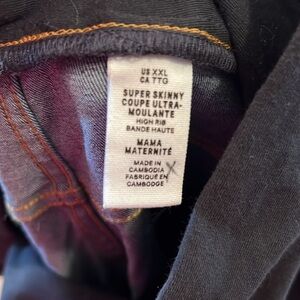 US XXL
CA TTG
SUPER SKINNY
COUPE ULTRA-
MOULANTE
HIGH RIB
BANDE HAUTE
MAMA
MATERNITÉ
MADE IN
CAMBODIA
FABRIQUÉ EN
CAMBODGE
X